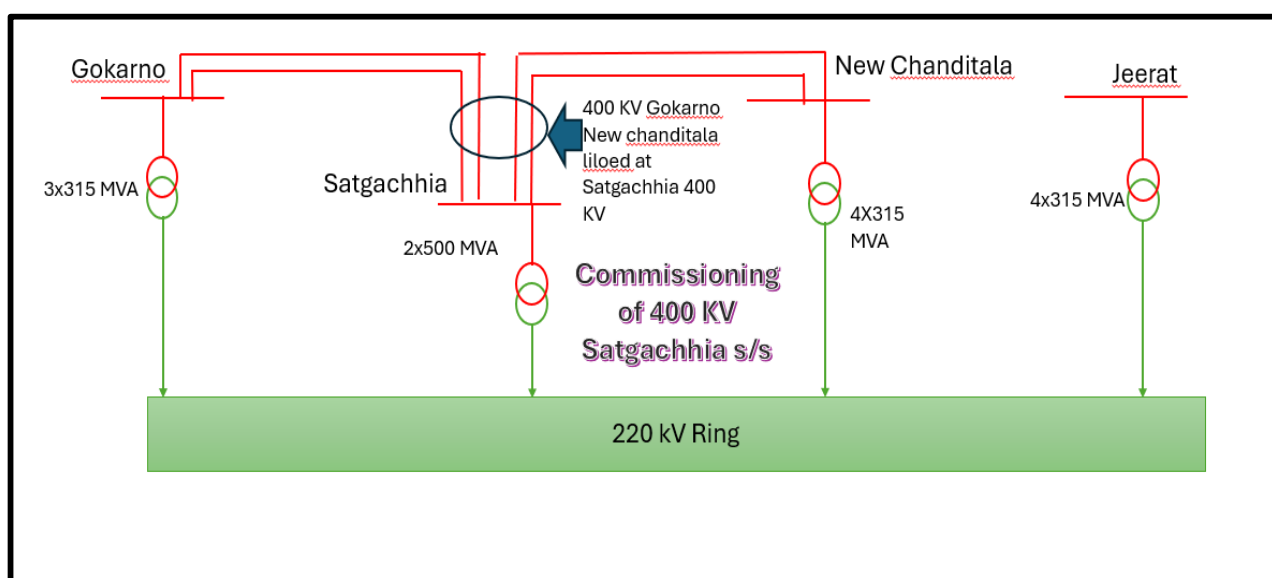 Gokarno
New Chanditala
Jeerat
400 KV Gokarno
New chanditala
liloed at
Satgachhia 400
KV
3x315 MVA
Satgachhia
4x315 MVA
4X315
MVA
2x500 MVA
Commissioning
of 400 KV
Satgachhia s/s
220 kV Ring